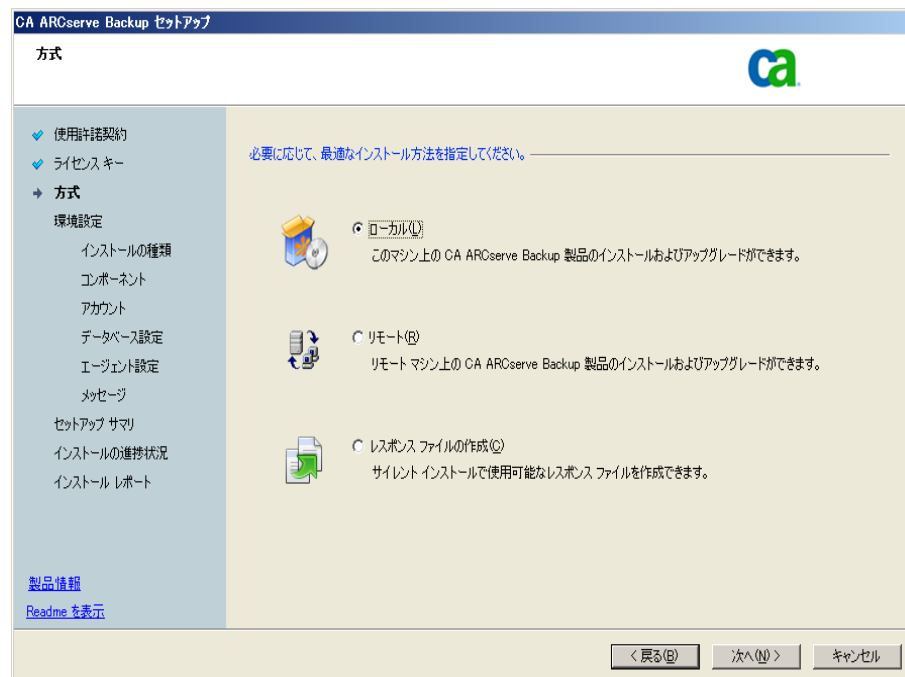 CA ARCserve Backup セットアップ
方式
ca
使用許諾契約
ライセンス キー
方式
環境設定
インストールの種類
コンポーネント
アカウント
データベース設定
エージェント設定
メッセージ
セットアップ サマリ
インストールの進捗状況
インストール レポート
製品情報
Readme を表示
必要に応じて、最適なインストール方法を指定してください。
ローカル(L)
このマシン上の CA ARCserve Backup 製品のインストールおよびアップグレードができます。
リモート(R)
リモート マシン上の CA ARCserve Backup 製品のインストールおよびアップグレードができます。
レスポンス ファイルの作成(C)
サイレント インストールで使用可能なレスポンス ファイルを作成できます。
< 戻る(B)
次へ(N) >
キャンセル